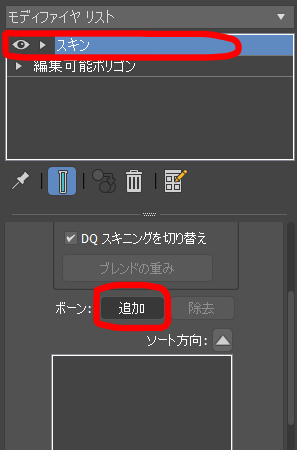 モディファイヤ リスト
スキン
編集可能ポリゴン
DQ スキニングを切り替え
ブレンドの重み
ボーン: 追加 除去
ソート方向: